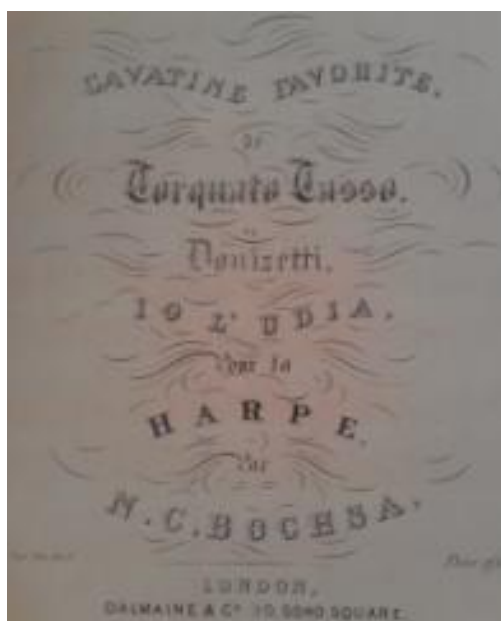 CAVATINE FAVORITE,
de
Torquato Tasso.
de
Donizetti,
IO L'UDIA,
Pour la
HARPE.
Par
N.C. BOCHSA.
LONDON,
DALMAINE & Co. 20, SOHO SQUARE.